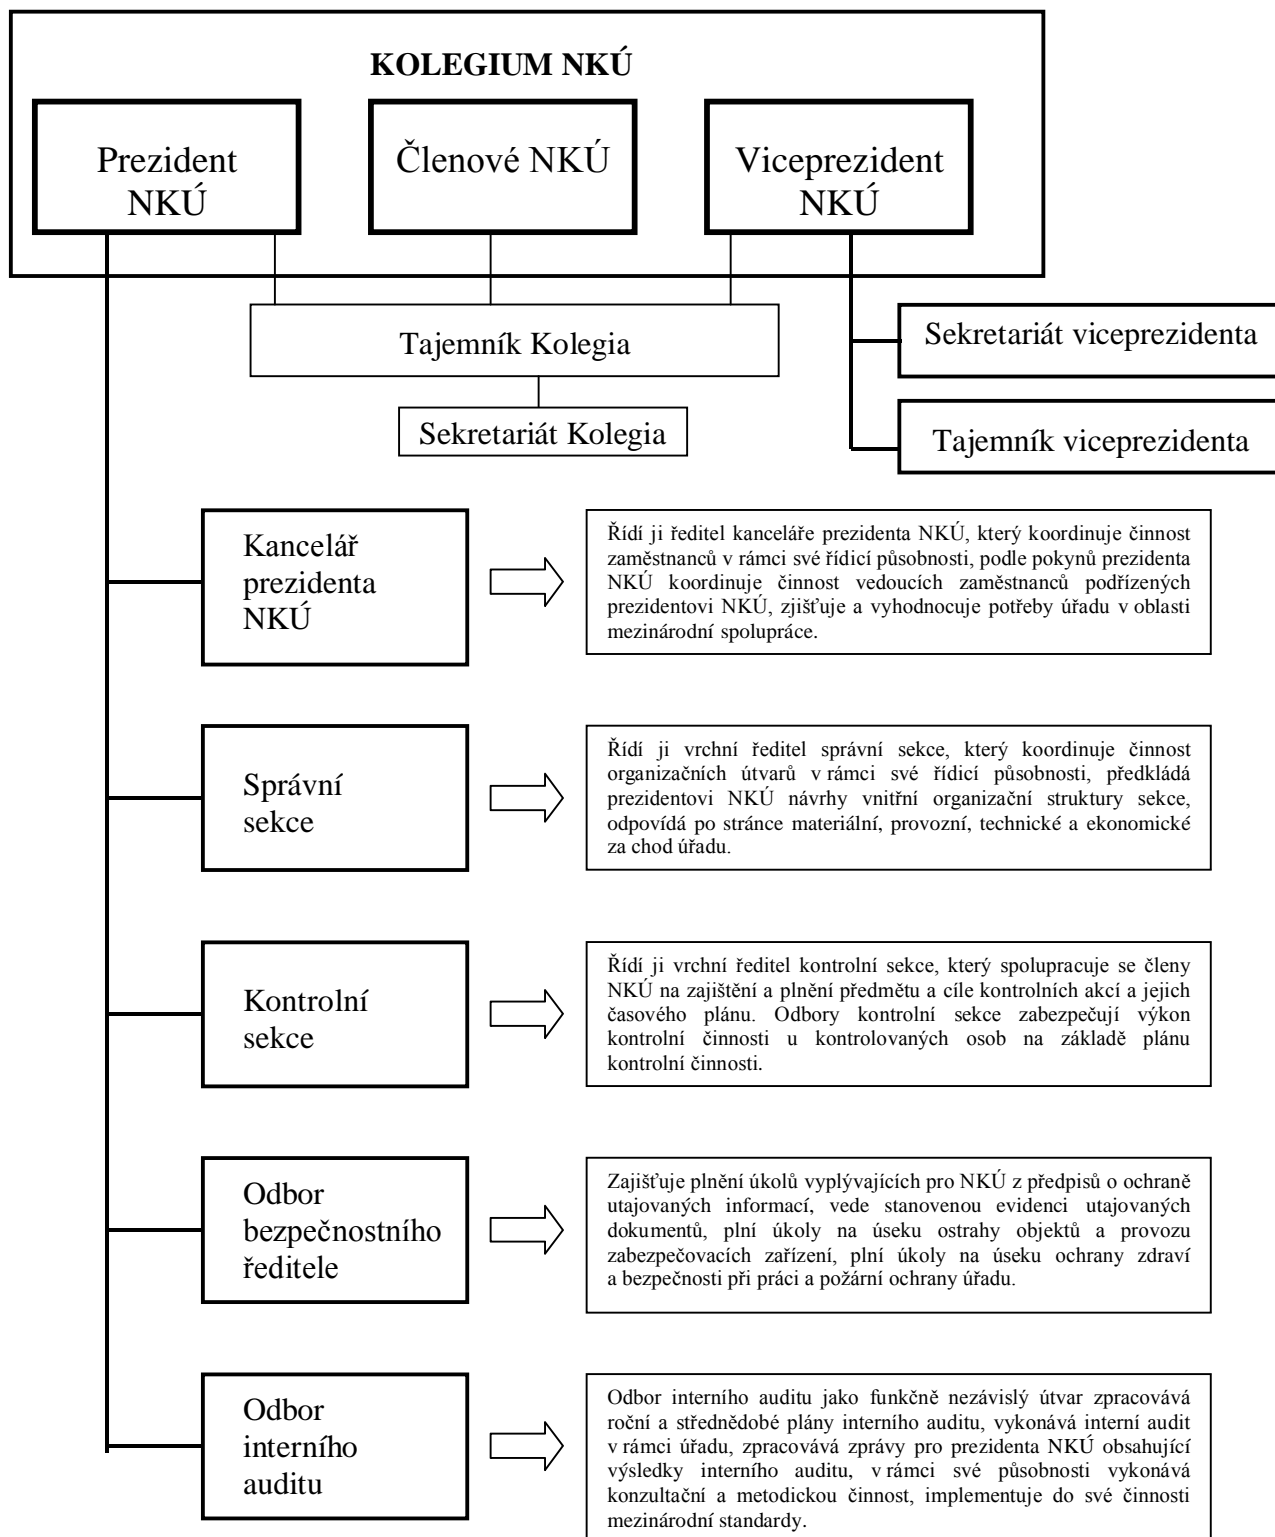 KOLEGIUM NKÚ
Prezident
NKÚ
Členové NKÚ
Viceprezident
NKÚ
Tajemník Kolegia
Sekretariát Kolegia
Sekretariát viceprezidenta
Tajemník viceprezidenta
Kancelář
prezidenta
NKÚ
Řídí ji ředitel kanceláře prezidenta NKÚ, který koordinuje činnost
zaměstnanců v rámci své řídicí působnosti, podle pokynů prezidenta
NKÚ koordinuje činnost vedoucích zaměstnanců podřízených
prezidentovi NKÚ, zjišťuje a vyhodnocuje potřeby úřadu v oblasti
mezinárodní spolupráce.
Správní
sekce
Řídí ji vrchní ředitel správní sekce, který koordinuje činnost
organizačních útvarů v rámci své řídicí působnosti, předkládá
prezidentovi NKÚ návrhy vnitřní organizační struktury sekce,
odpovídá po stránce materiální, provozní, technické a ekonomické
za chod úřadu.
Kontrolní
sekce
Řídí ji vrchní ředitel kontrolní sekce, který spolupracuje se členy
NKÚ na zajištění a plnění předmětu a cíle kontrolních akcí a jejich
časového plánu. Odbory kontrolní sekce zabezpečují výkon
kontrolní činnosti u kontrolovaných osob na základě plánu
kontrolní činnosti.
Odbor
bezpečnostního
ředitele
Zajišťuje plnění úkolů vyplývajících pro NKÚ z předpisů o ochraně
utajovaných informací, vede stanovenou evidenci utajovaných
dokumentů, plní úkoly na úseku ostrahy objektů a provozu
zabezpečovacích zařízení, plní úkoly na úseku ochrany zdraví
a bezpečnosti při práci a požární ochrany úřadu.
Odbor
interního
auditu
Odbor interního auditu jako funkčně nezávislý útvar zpracovává
roční a střednědobé plány interního auditu, vykonává interní audit
v rámci úřadu, zpracovává zprávy pro prezidenta NKÚ obsahující
výsledky interního auditu, v rámci své působnosti vykonává
konzultační a metodickou činnost, implementuje do své činnosti
mezinárodní standardy.